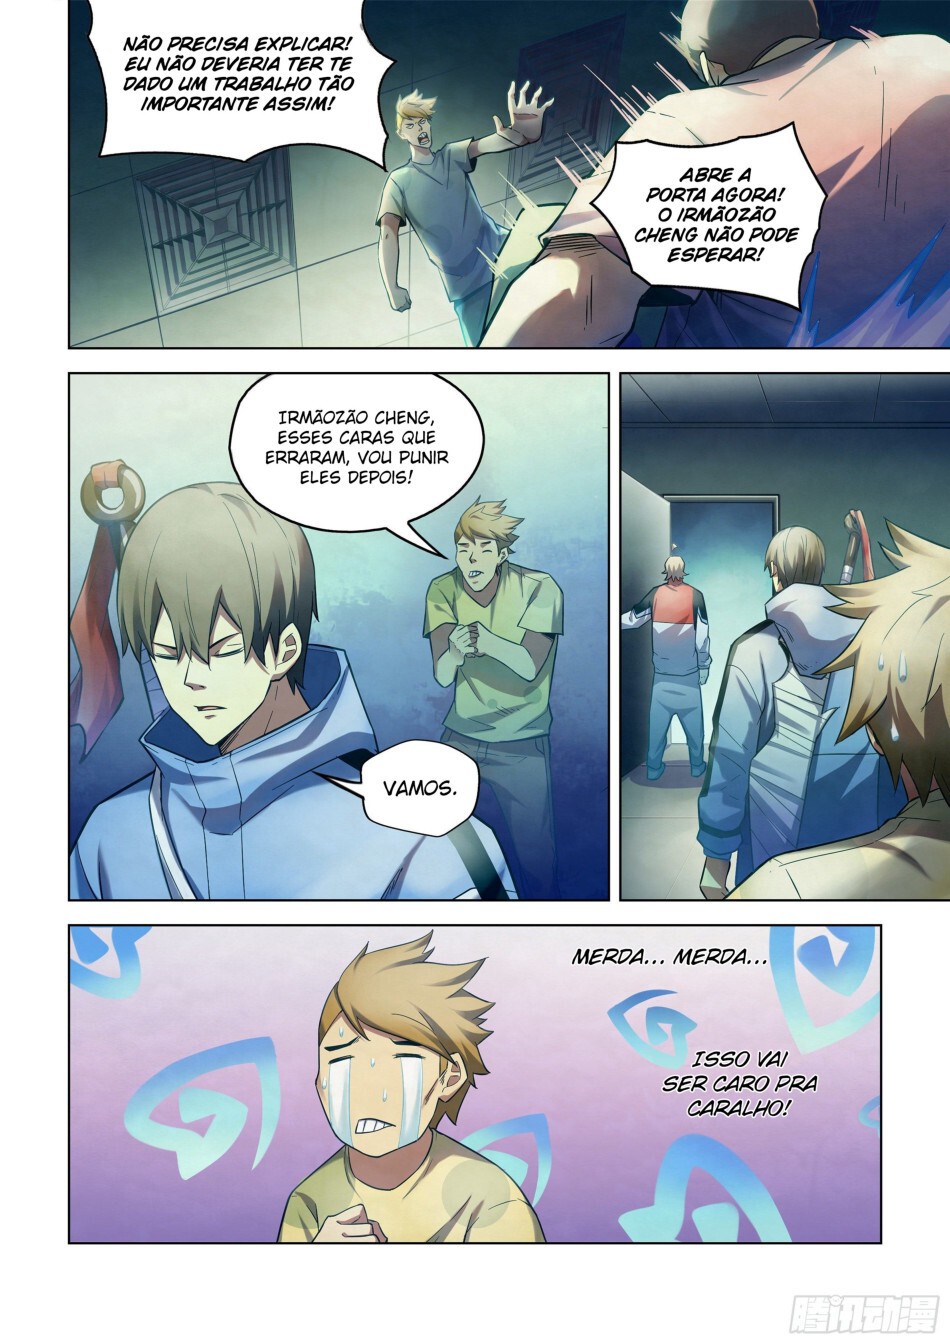 NÃO PRECISA EXPLICAR!
EU NÃO DEVERIA TER TE
DADO UM TRABALHO TÃO
IMPORTANTE ASSIM!
ABRE A
PORTA AGORA!
O IRMÃOZÃO
CHENG NÃO PODE
ESPERAR!
IRMÃOZÃO CHENG,
ESSES CARAS QUE
ERRARAM, VOU PUNIR
ELES DEPOIS!
VAMOS.
MERDA... MERDA...
ISSO VAI
SER CARO PRA
CARALHO!
腾讯动漫